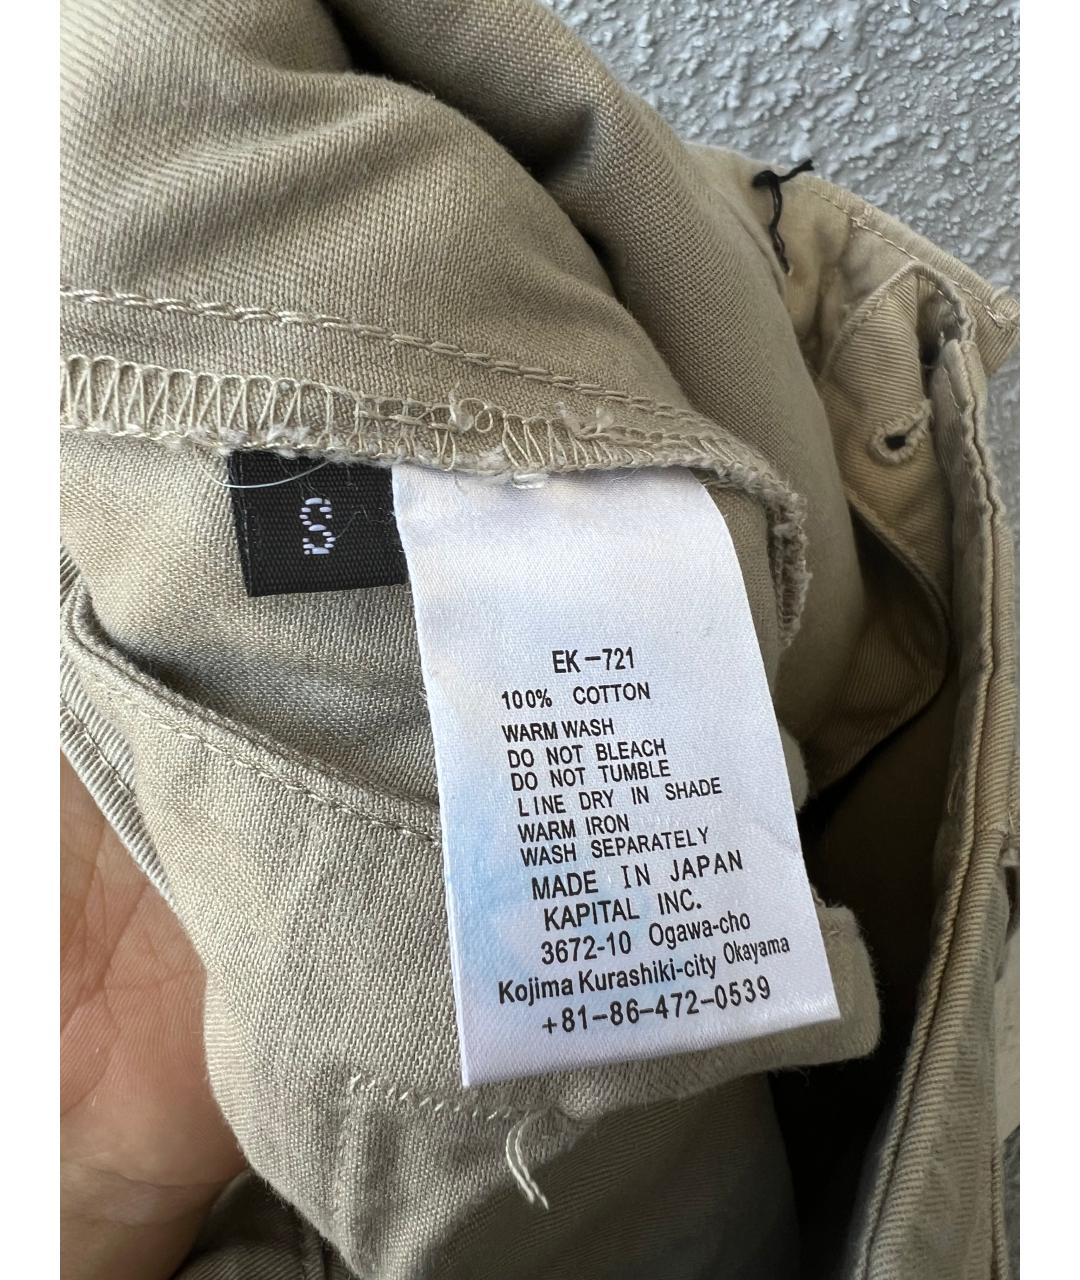 S
EK-721
100% COTTON
WARM WASH
DO NOT BLEACH
DO NOT TUMBLE
LINE DRY IN SHADE
WARM IRON
WASH SEPARATELY
MADE IN JAPAN
KAPITAL INC.
3672-10 Ogawa-cho
Kojima Kurashiki-city Okayama
+81-86-472-0539